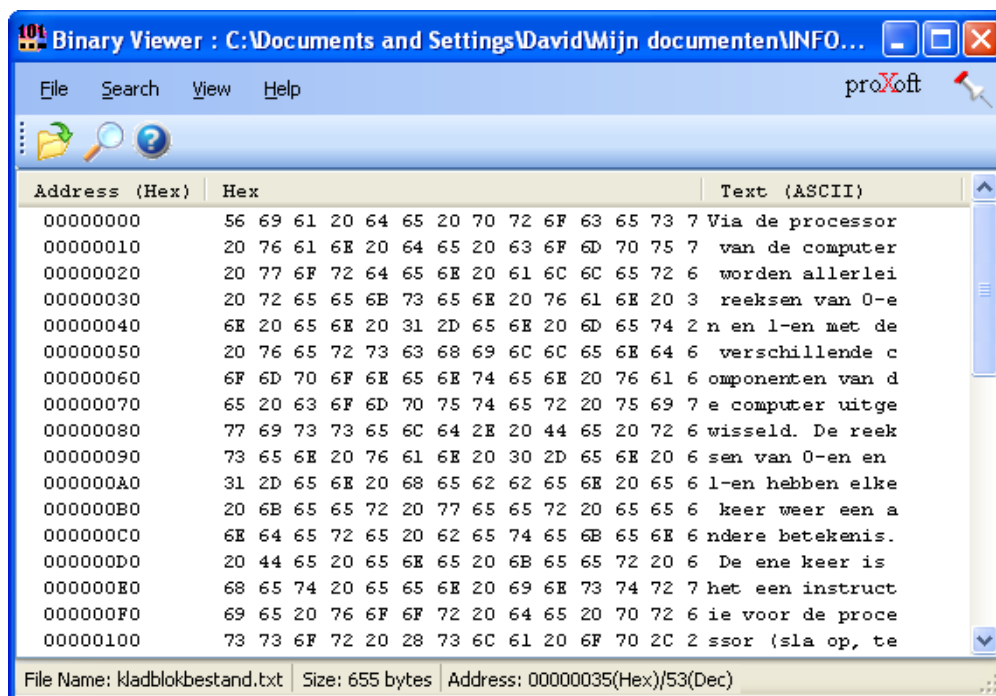 Binary Viewer : C:\Documents and Settings\David\Mijn documenten\INFO...
File Search View Help proXoft
Address (Hex) Hex Text (ASCII)
00000000 56 69 61 20 64 65 20 70 72 6F 63 65 73 7 Via de processor
00000010 20 76 61 6E 20 64 65 20 63 6F 6D 70 75 7 van de computer
00000020 20 77 6F 72 64 65 6E 20 61 6C 6C 65 72 6 worden allerlei
00000030 20 72 65 65 6B 73 65 6E 20 76 61 6E 20 3 reeksen van 0-e
00000040 6E 20 65 6E 20 31 2D 65 6E 20 6D 65 74 2 n en 1-en met de
00000050 20 76 65 72 73 63 68 69 6C 6C 65 6E 64 6 verschillende c
00000060 6F 6D 70 6F 6E 65 6E 74 65 6E 20 76 61 6 omponenten van d
00000070 65 20 63 6F 6D 70 75 74 65 72 20 75 69 7 e computer uitge
00000080 77 69 73 73 65 6C 64 2E 20 44 65 20 72 6 wisseld. De reek
00000090 73 65 6E 20 76 61 6E 20 30 2D 65 6E 20 6 sen van 0-en en
000000A0 31 2D 65 6E 20 68 65 62 62 65 6E 20 65 6 1-en hebben elke
000000B0 20 6B 65 65 72 20 77 65 65 72 20 65 65 6 keer weer een a
000000C0 6E 64 65 72 65 20 62 65 74 65 6B 65 6E 6 ndere betekenis.
000000D0 20 44 65 20 65 6E 65 20 6B 65 65 72 20 6 De ene keer is
000000E0 68 65 74 20 65 65 6E 20 69 6E 73 74 72 7 het een instruct
000000F0 69 65 20 76 6F 6F 72 20 64 65 20 70 72 6 ie voor de proce
00000100 73 73 6F 72 20 28 73 6C 61 20 6F 70 2C 2 ssor (sla op, te
File Name: kladblokbestand.txt Size: 655 bytes Address: 00000035(Hex)/53(Dec)